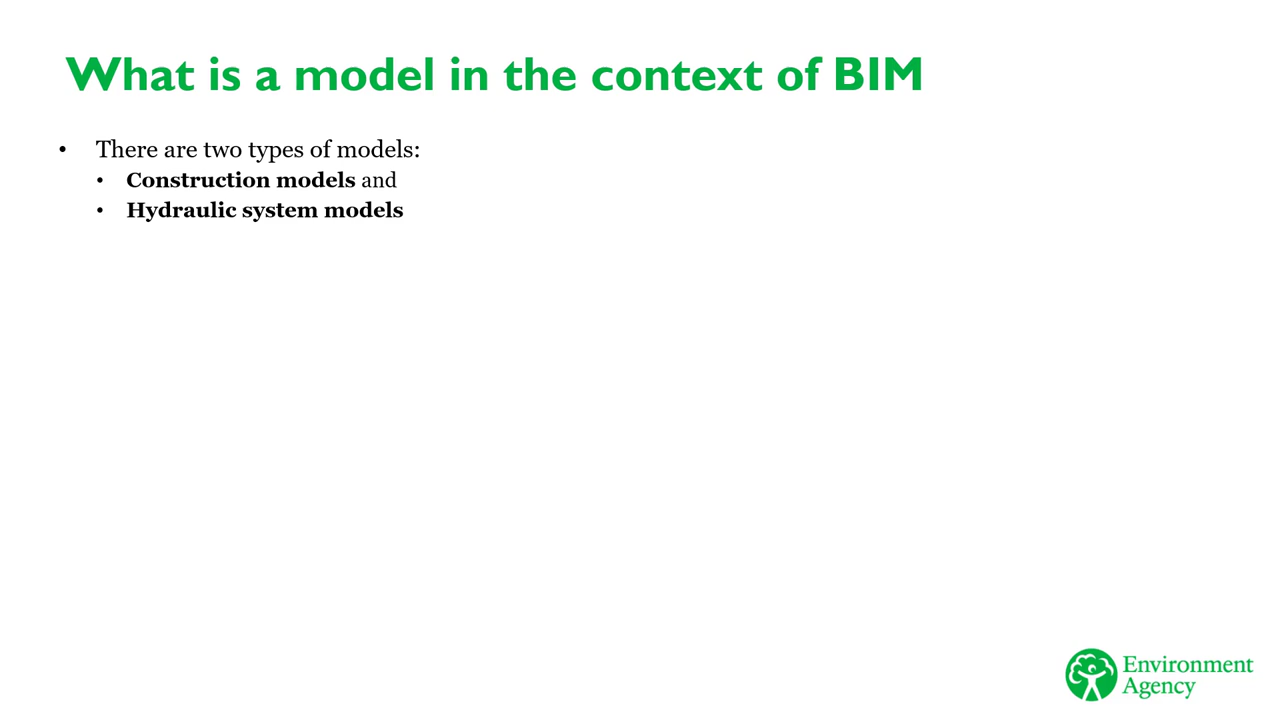 What is a model in the context of BIM
• There are two types of models:
• Construction models and
• Hydraulic system models
Environment
Agency